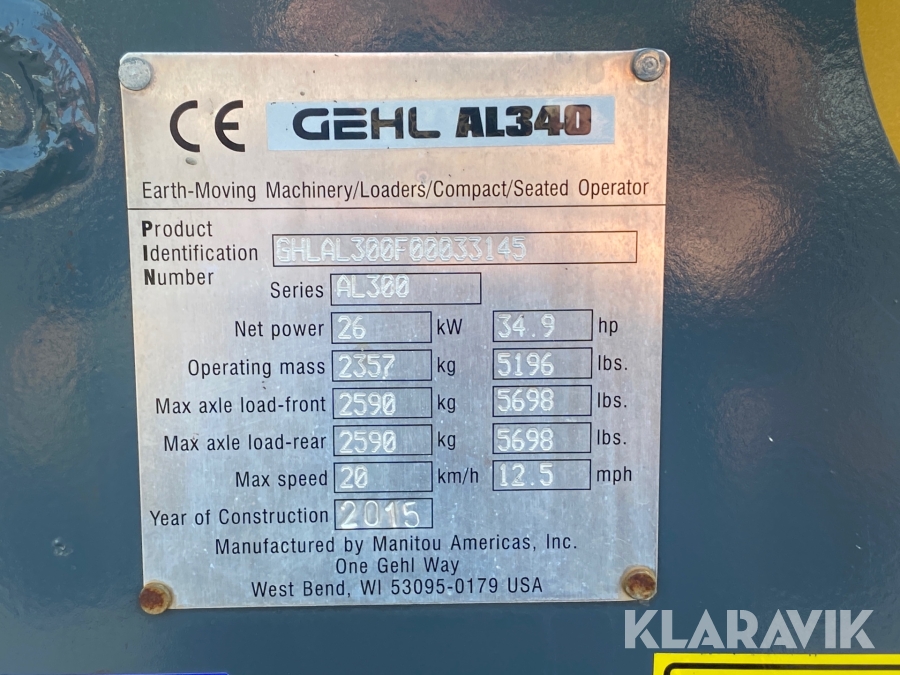 CE GEHL AL340
Earth-Moving Machinery/Loaders/Compact/Seated Operator
Product
Identification GHLAL300F00033145
Number
Series AL300
Net power 26 kW 34.9 hp
Operating mass 2357 kg 5196 lbs.
Max axle load-front 2590 kg 5698 lbs.
Max axle load-rear 2590 kg 5698 lbs.
Max speed 20 km/h 12.5 mph
Year of Construction 2015
Manufactured by Manitou Americas, Inc.
One Gehl Way
West Bend, WI 53095-0179 USA
KLARAVIK